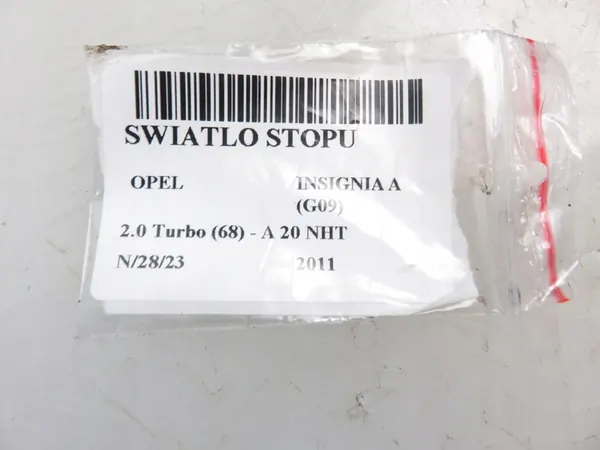 SWIATLO STOPU
OPEL INSIGNIA A
(G09)
2.0 Turbo (68) - A 20 NHT
N/28/23 2011